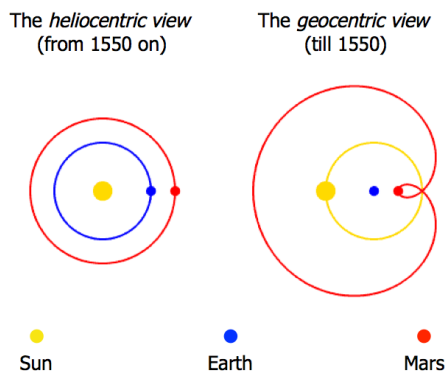 The heliocentric view
(from 1550 on)
The geocentric view
(till 1550)
Sun
Earth
Mars